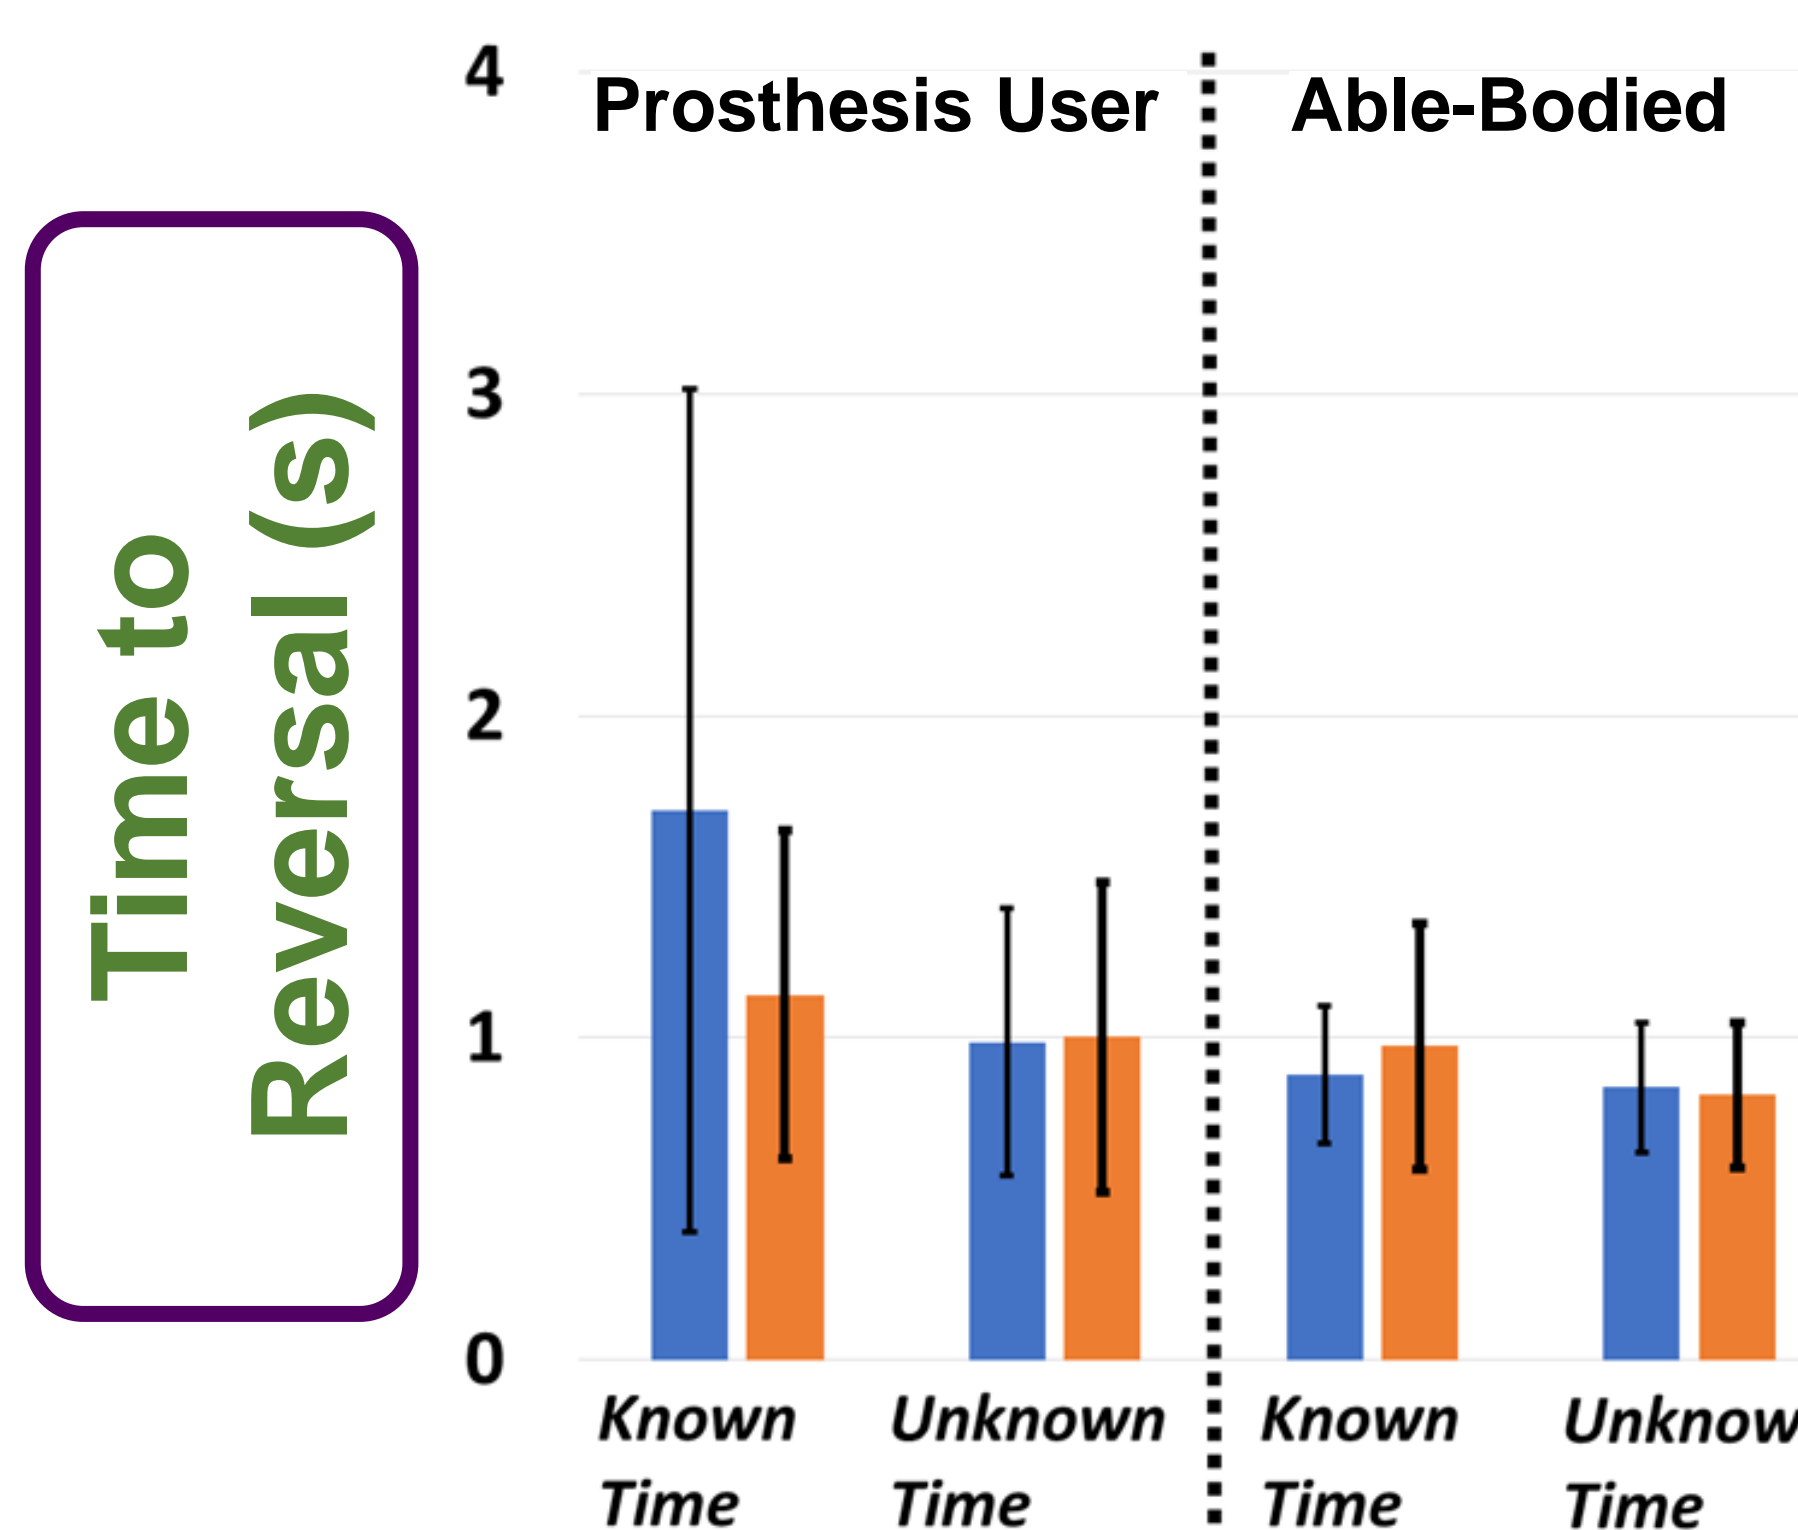 Time to
Reversal (s)
4
3
2
1
0
Prosthesis User
Able-Bodied
Known
Time
Unknown
Time
Known
Time
Unknow
Time